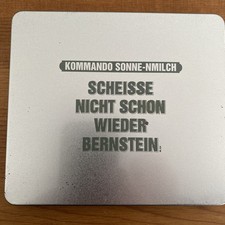 KOMMANDO SONNE-NMILCH
SCHEISSE
NICHT SCHON
WIEDER
BERNSTEIN!